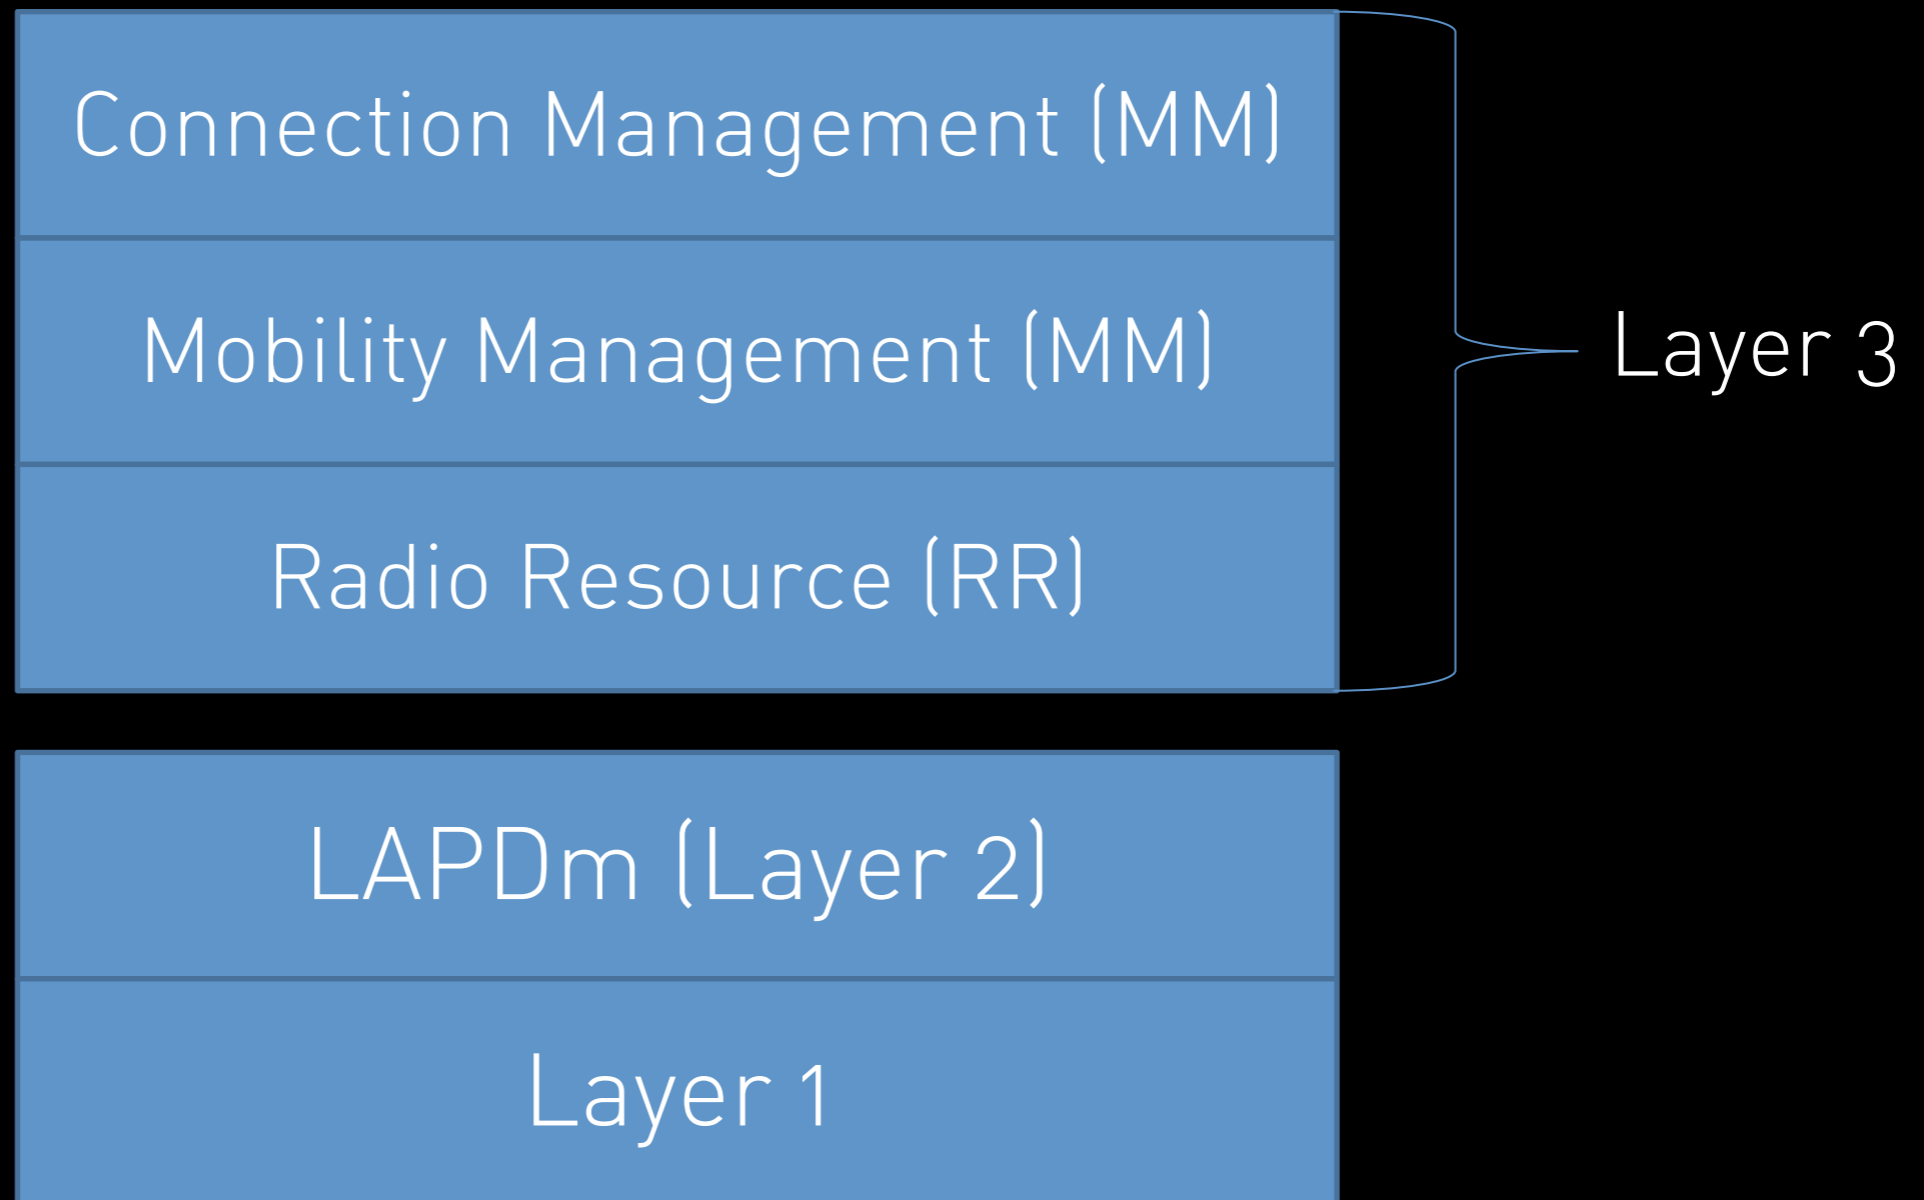 Connection Management (MM)
Mobility Management (MM)
Layer 3
Radio Resource (RR)
LAPDm (Layer 2)
Layer 1